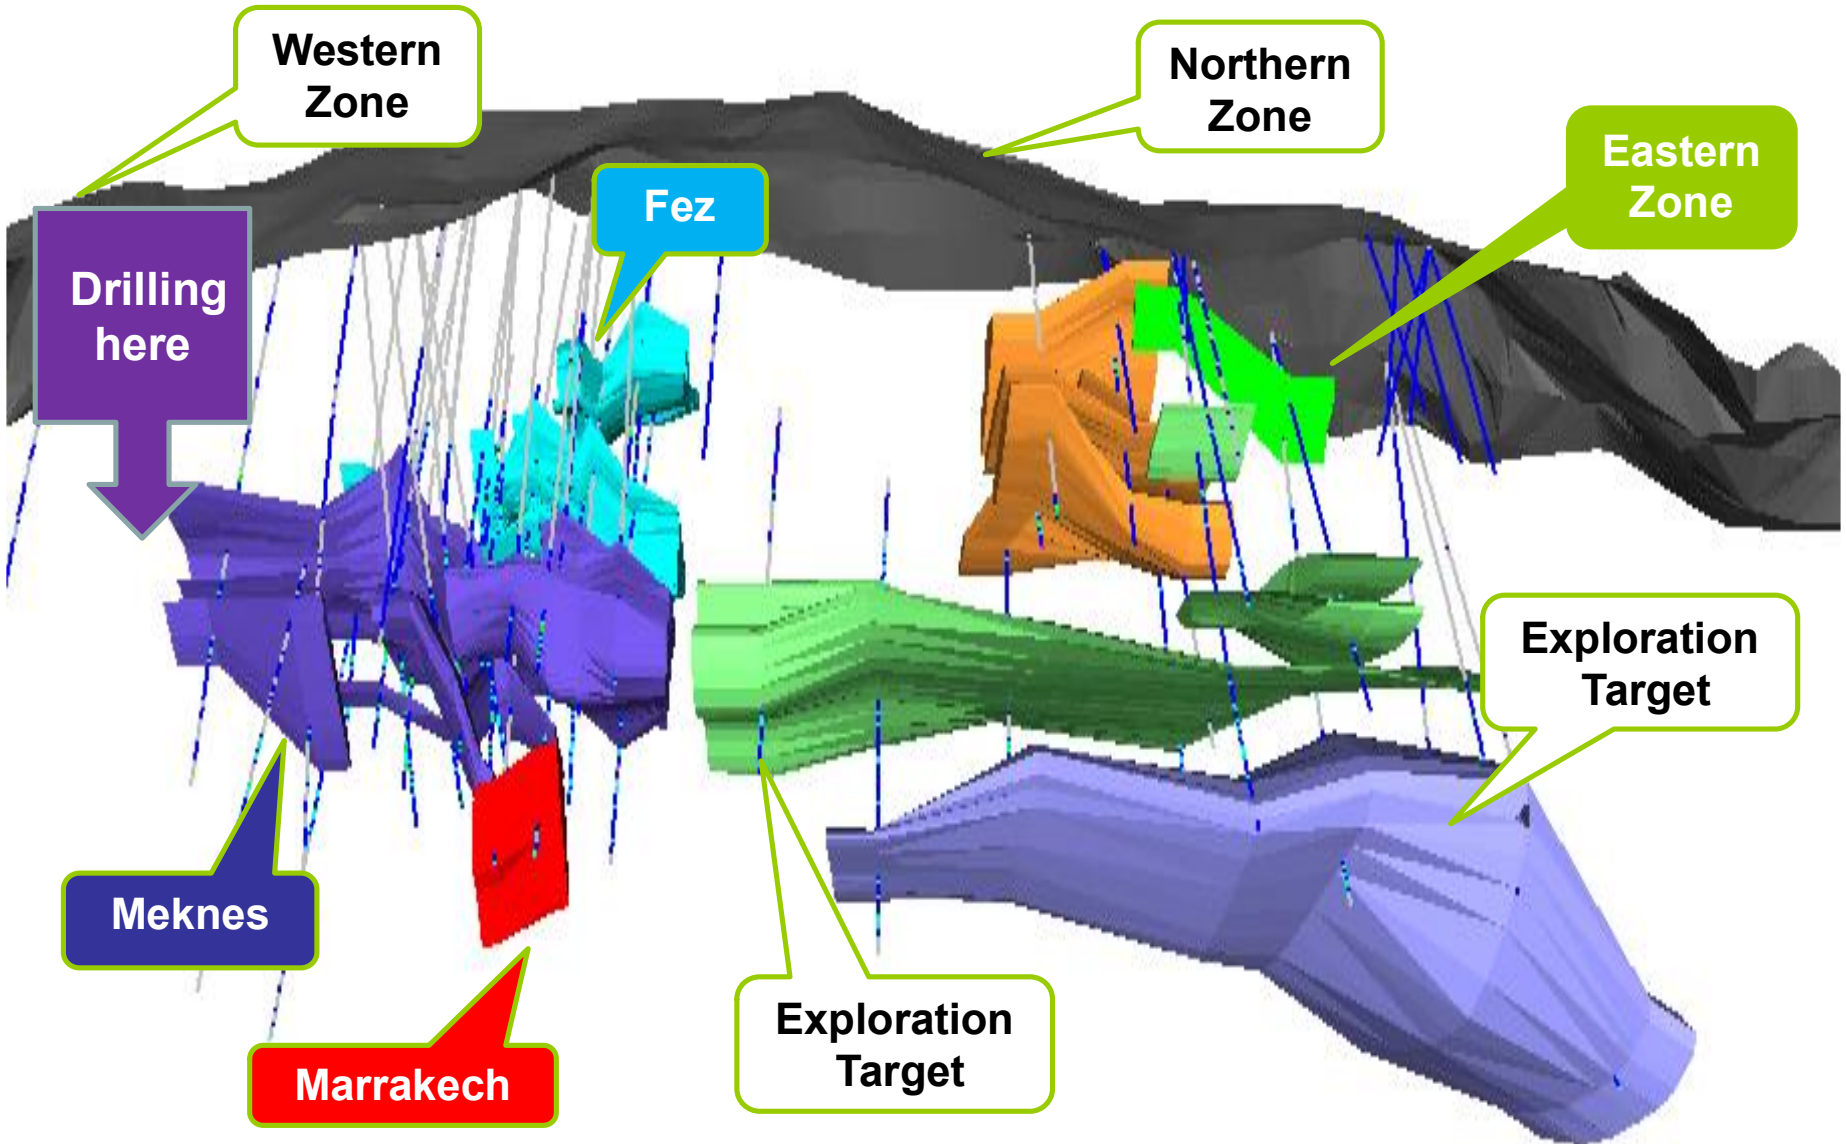 Western
Zone
Northern
Zone
Eastern
Zone
Fez
Drilling
here
Exploration
Target
Meknes
Exploration
Target
Marrakech